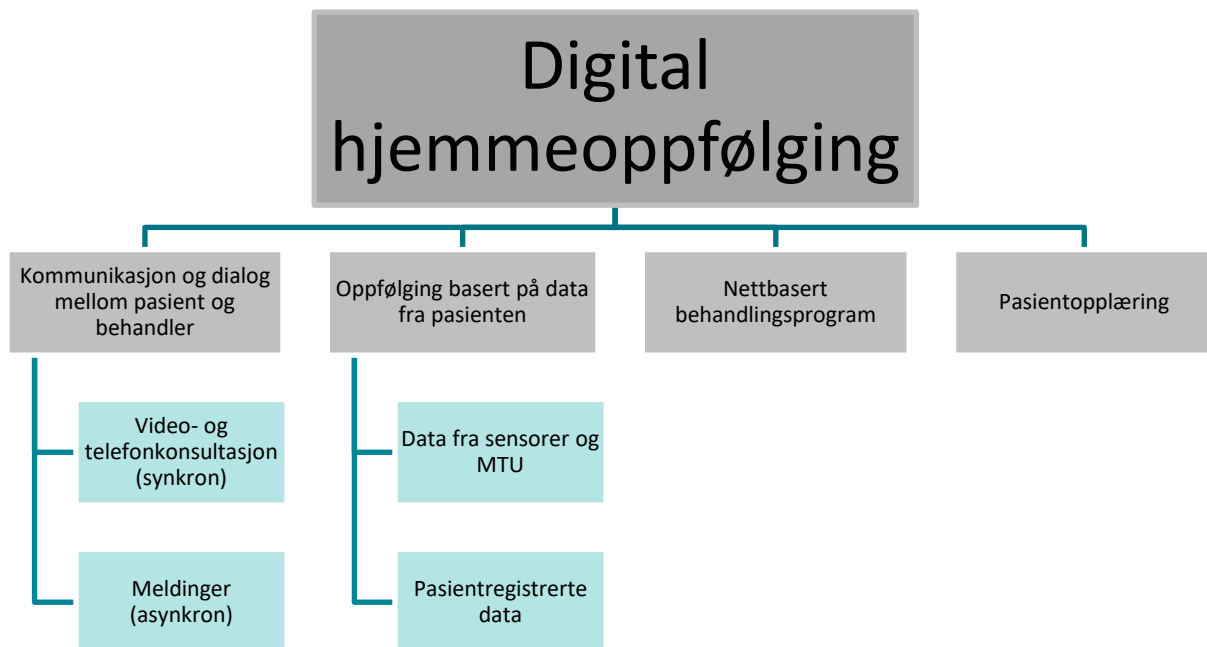 Digital
hjemmeoppfølging
Kommunikasjon og dialog
mellom pasient og
behandler
Oppfølging basert på data
fra pasienten
Nettbasert
behandlingsprogram
Pasientopplæring
Video- og
telefonkonsultasjon
(synkron)
Data fra sensorer og
MTU
Meldinger
(asynkron)
Pasientregistrerte
data